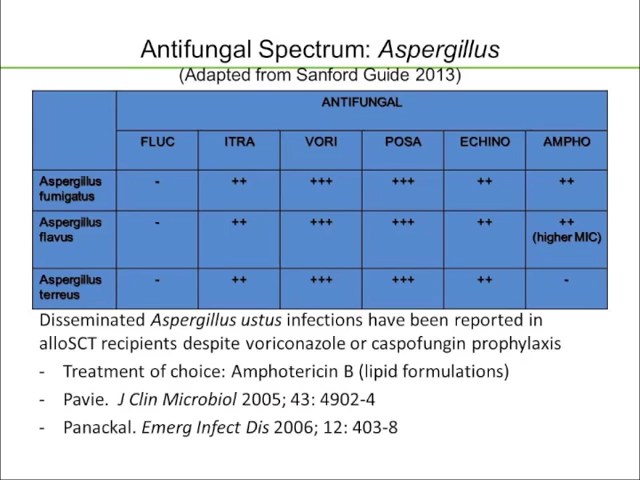 Antifungal Spectrum: Aspergillus
(Adapted from Sanford Guide 2013)
ANTIFUNGAL
FLUC ITRA VORI POSA ECHINO AMPHO
Aspergillus fumigatus - ++ +++ +++ ++ ++
Aspergillus flavus - ++ +++ +++ ++ ++ (higher MIC)
Aspergillus terreus - ++ +++ +++ ++ -
Disseminated Aspergillus ustus infections have been reported in
alloSCT recipients despite voriconazole or caspofungin prophylaxis
- Treatment of choice: Amphotericin B (lipid formulations)
- Pavie. J Clin Microbiol 2005; 43: 4902-4
- Panackal. Emerg Infect Dis 2006; 12: 403-8